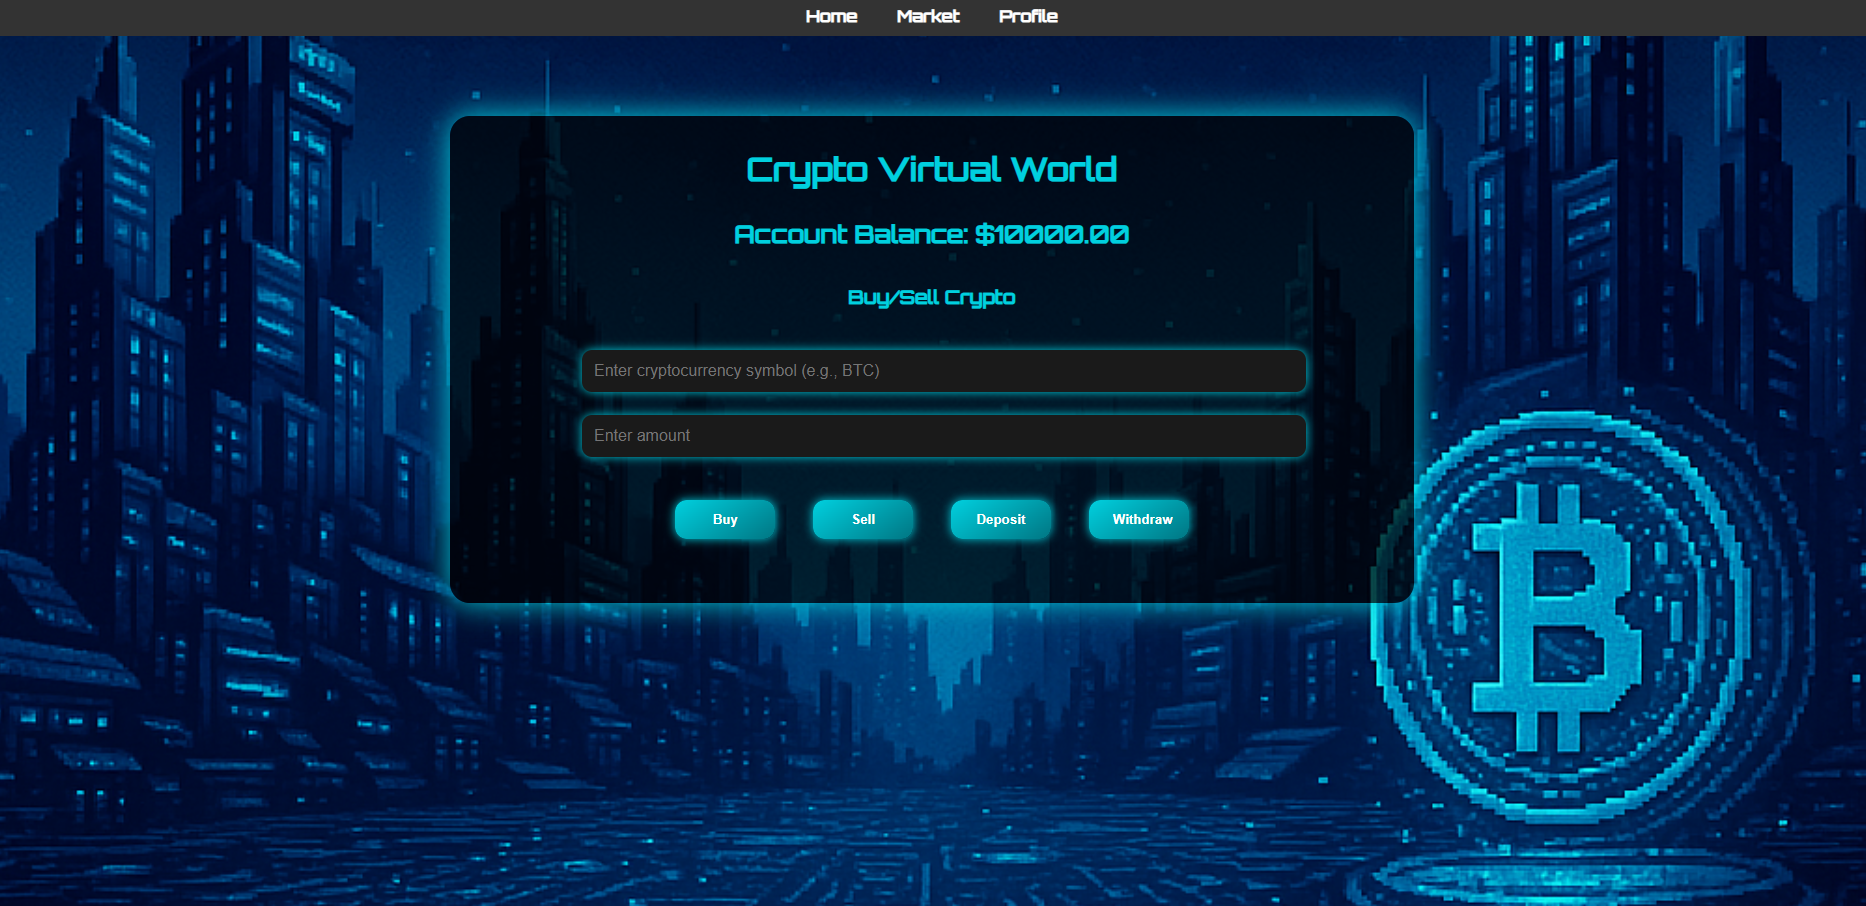 Home Market Profile
Crypto Virtual World
Account Balance: $10000.00
Buy/Sell Crypto
Enter cryptocurrency symbol (e.g., BTC)
Enter amount
Buy Sell Deposit Withdraw